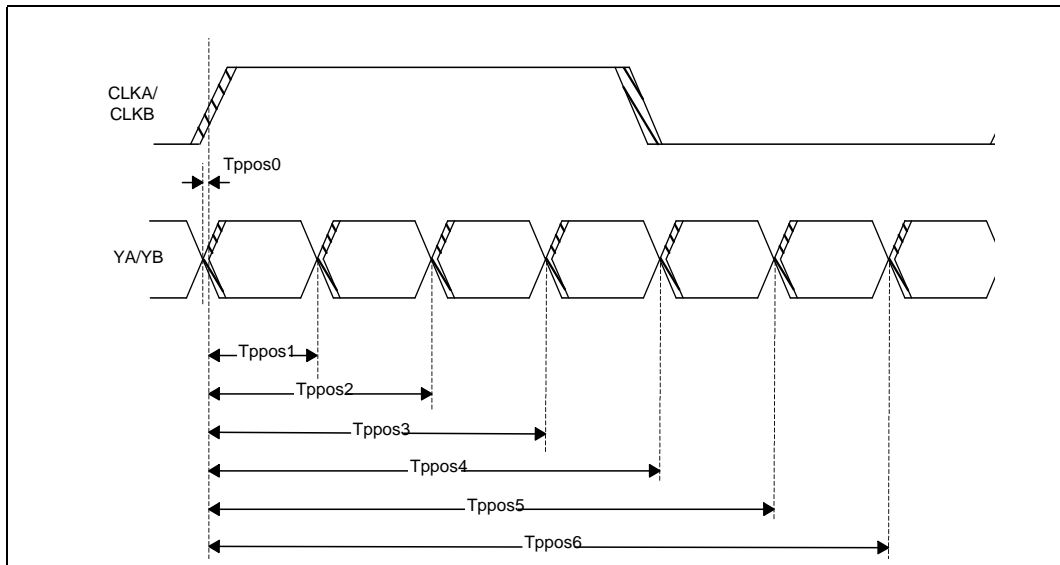 CLKA/
CLKB
Tppos0
YA/YB
Tppos1
Tppos2
Tppos3
Tppos4
Tppos5
Tppos6